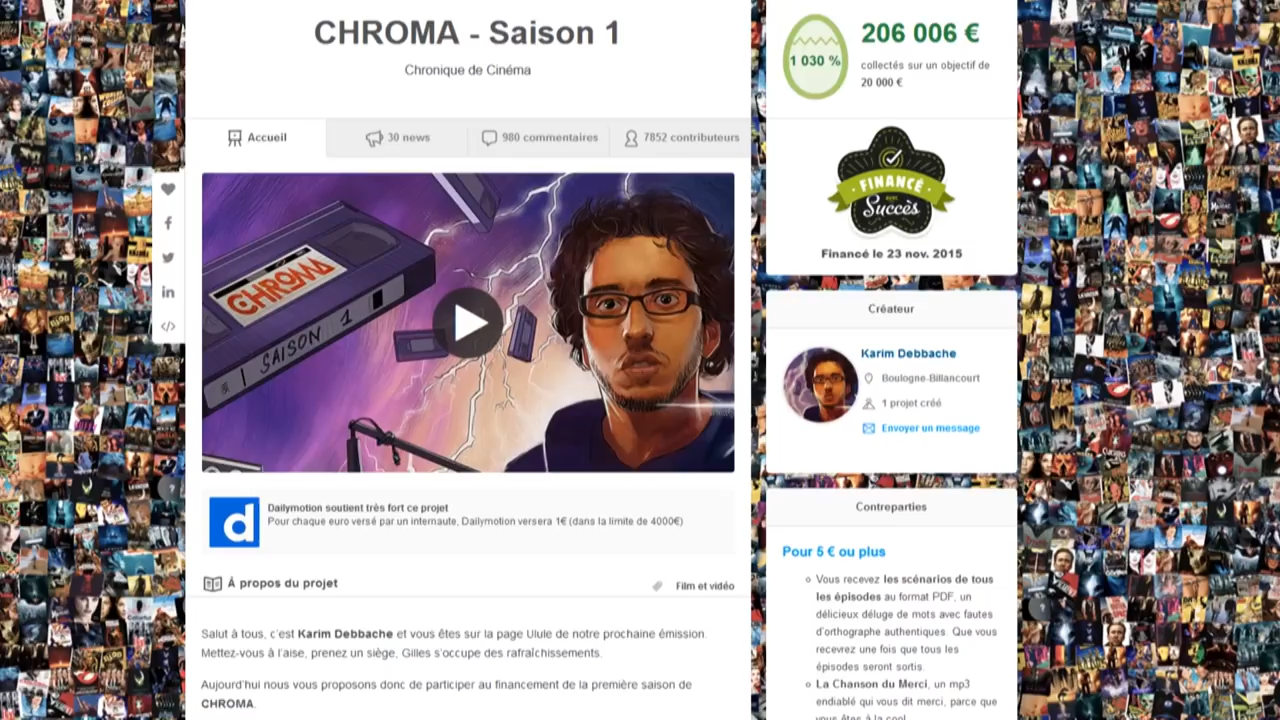 CHROMA - Saison 1
Chronique de Cinéma
Accueil
30 news
980 commentaires
7852 contributeurs
CHROMA
SAISON 1
Dailymotion soutient très fort ce projet
Pour chaque euro versé par un internaute, Dailymotion versera 1€ (dans la limite de 4000€)
À propos du projet
Film et vidéo
Salut à tous, c'est Karim Debbache et vous êtes sur la page Ulule de notre prochaine émission.
Mettez-vous à l'aise, prenez un siège, Gilles s'occupe des rafraîchissements.
Aujourd'hui nous vous proposons donc de participer au financement de la première saison de
CHROMA.
1 030 %
206 006 €
collectés sur un objectif de
20 000 €
FINANCÉ
avec
Succès
Financé le 23 nov. 2015
Créateur
Karim Debbache
Boulogne-Billancourt
1 projet créé
Envoyer un message
Contreparties
Pour 5 € ou plus
Vous recevez les scénarios de tous
les épisodes au format PDF, un
délicieux déluge de mots avec fautes
d'orthographe authentiques. Que vous
recevrez une fois que tous les
épisodes seront sortis.
La Chanson du Merci, un mp3
endiablé qui vous dit merci, parce que
vous êtes à la cool